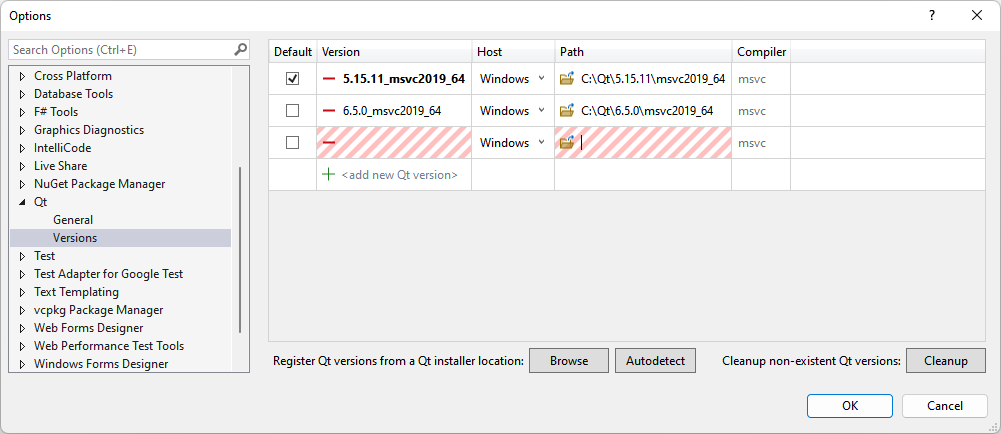 Options
Search Options (Ctrl+E)
Cross Platform
Database Tools
F# Tools
Graphics Diagnostics
IntelliCode
Live Share
NuGet Package Manager
Qt
General
Versions
Test
Test Adapter for Google Test
Text Templating
vcpkg Package Manager
Web Forms Designer
Web Performance Test Tools
Windows Forms Designer
Default Version Host Path Compiler
5.15.11_msvc2019_64 Windows C:\Qt\5.15.11\msvc2019_64 msvc
6.5.0_msvc2019_64 Windows C:\Qt\6.5.0\msvc2019_64 msvc
Windows msvc
<add new Qt version>
Register Qt versions from a Qt installer location: Browse Autodetect Cleanup non-existent Qt versions: Cleanup
OK Cancel